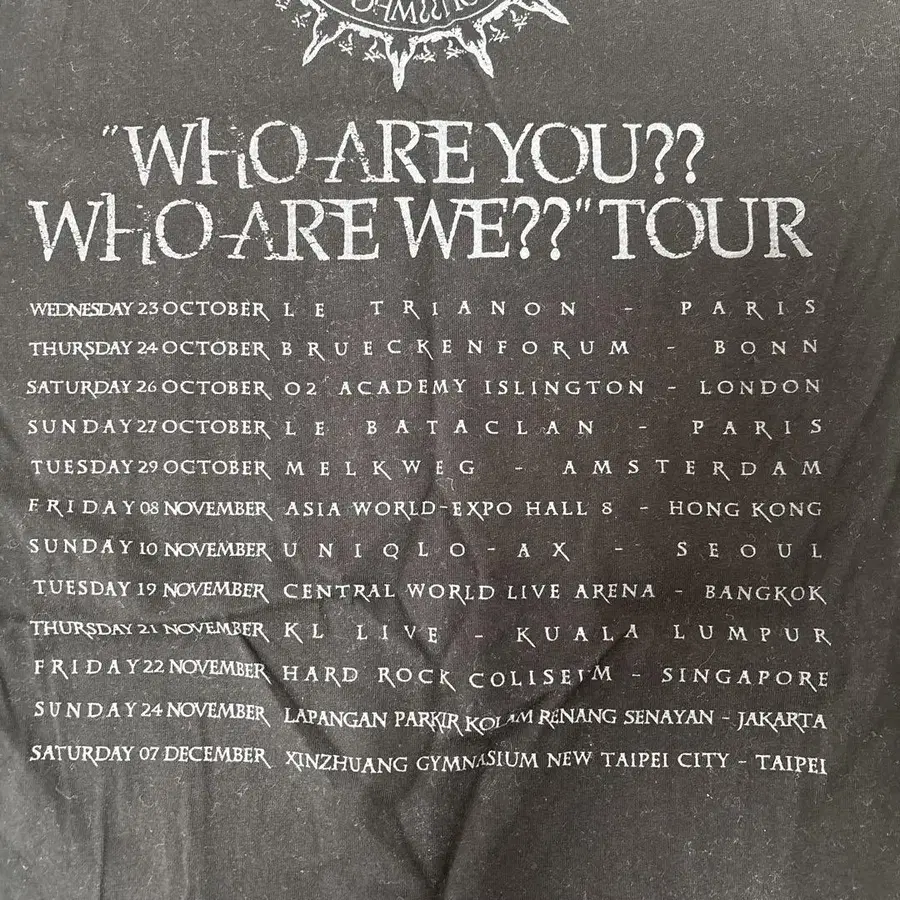 "WHO ARE YOU??
WHO ARE WE??" TOUR
WEDNESDAY 23 OCTOBER LE TRIANON - PARIS
THURSDAY 24 OCTOBER BRUECKENFORUM - BONN
SATURDAY 26 OCTOBER O2 ACADEMY ISLINGTON - LONDON
SUNDAY 27 OCTOBER LE BATACLAN - PARIS
TUESDAY 29 OCTOBER MELKWEG - AMSTERDAM
FRIDAY 08 NOVEMBER ASIA WORLD-EXPO HALL 8 - HONG KONG
SUNDAY 10 NOVEMBER UNIQLO-AX - SEOUL
TUESDAY 19 NOVEMBER CENTRAL WORLD LIVE ARENA - BANGKOK
THURSDAY 21 NOVEMBER KL LIVE - KUALA LUMPUR
FRIDAY 22 NOVEMBER HARD ROCK COLISEUM - SINGAPORE
SUNDAY 24 NOVEMBER LAPANGAN PARKIR KOLAM RENANG SENAYAN - JAKARTA
SATURDAY 07 DECEMBER XINZHUANG GYMNASIUM NEW TAIPEI CITY - TAIPEI